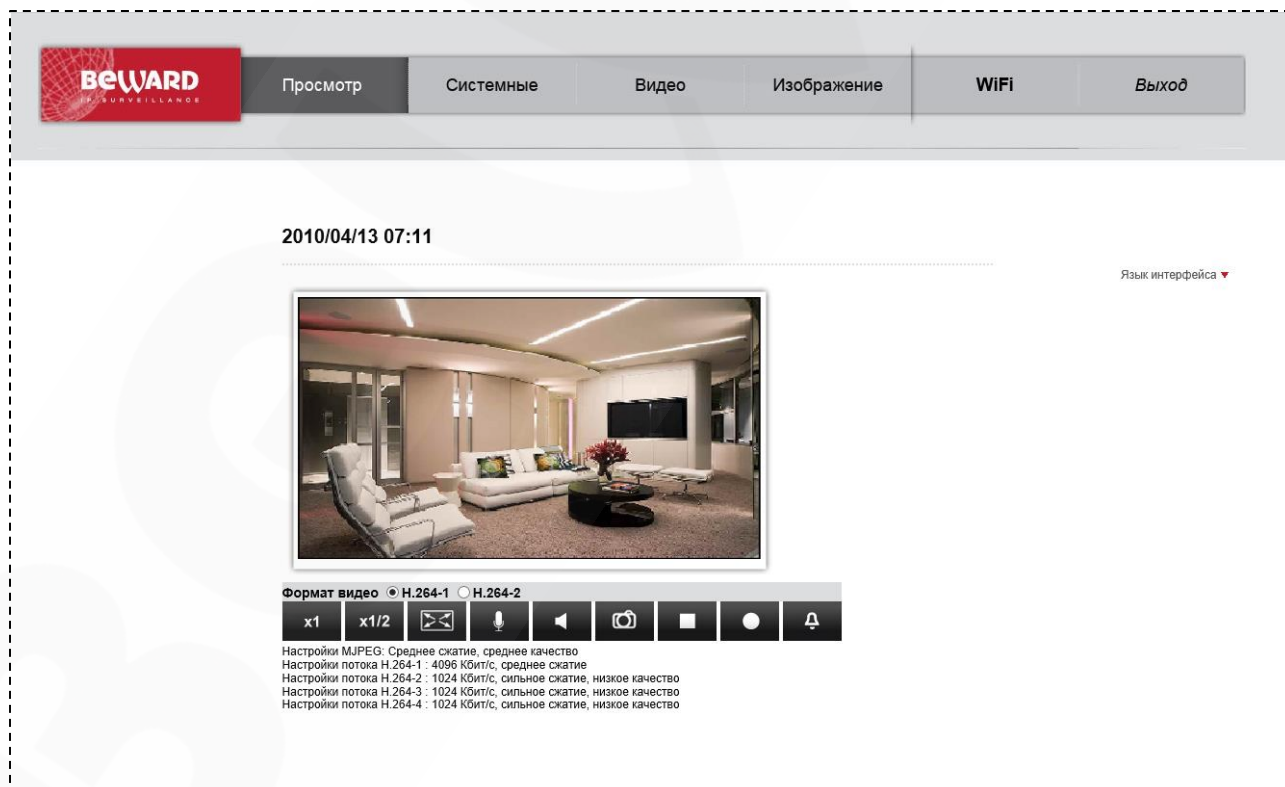 BEWARD
IP SURVEILLANCE
Просмотр
Системные
Видео
Изображение
WiFi
Выход
2010/04/13 07:11
Язык интерфейса
Формат видео H.264-1 H.264-2
x1
x1/2
Настройки MJPEG: Среднее сжатие, среднее качество
Настройки потока H.264-1 : 4096 Кбит/с, среднее сжатие
Настройки потока H.264-2 : 1024 Кбит/с, сильное сжатие, низкое качество
Настройки потока H.264-3 : 1024 Кбит/с, сильное сжатие, низкое качество
Настройки потока H.264-4 : 1024 Кбит/с, сильное сжатие, низкое качество